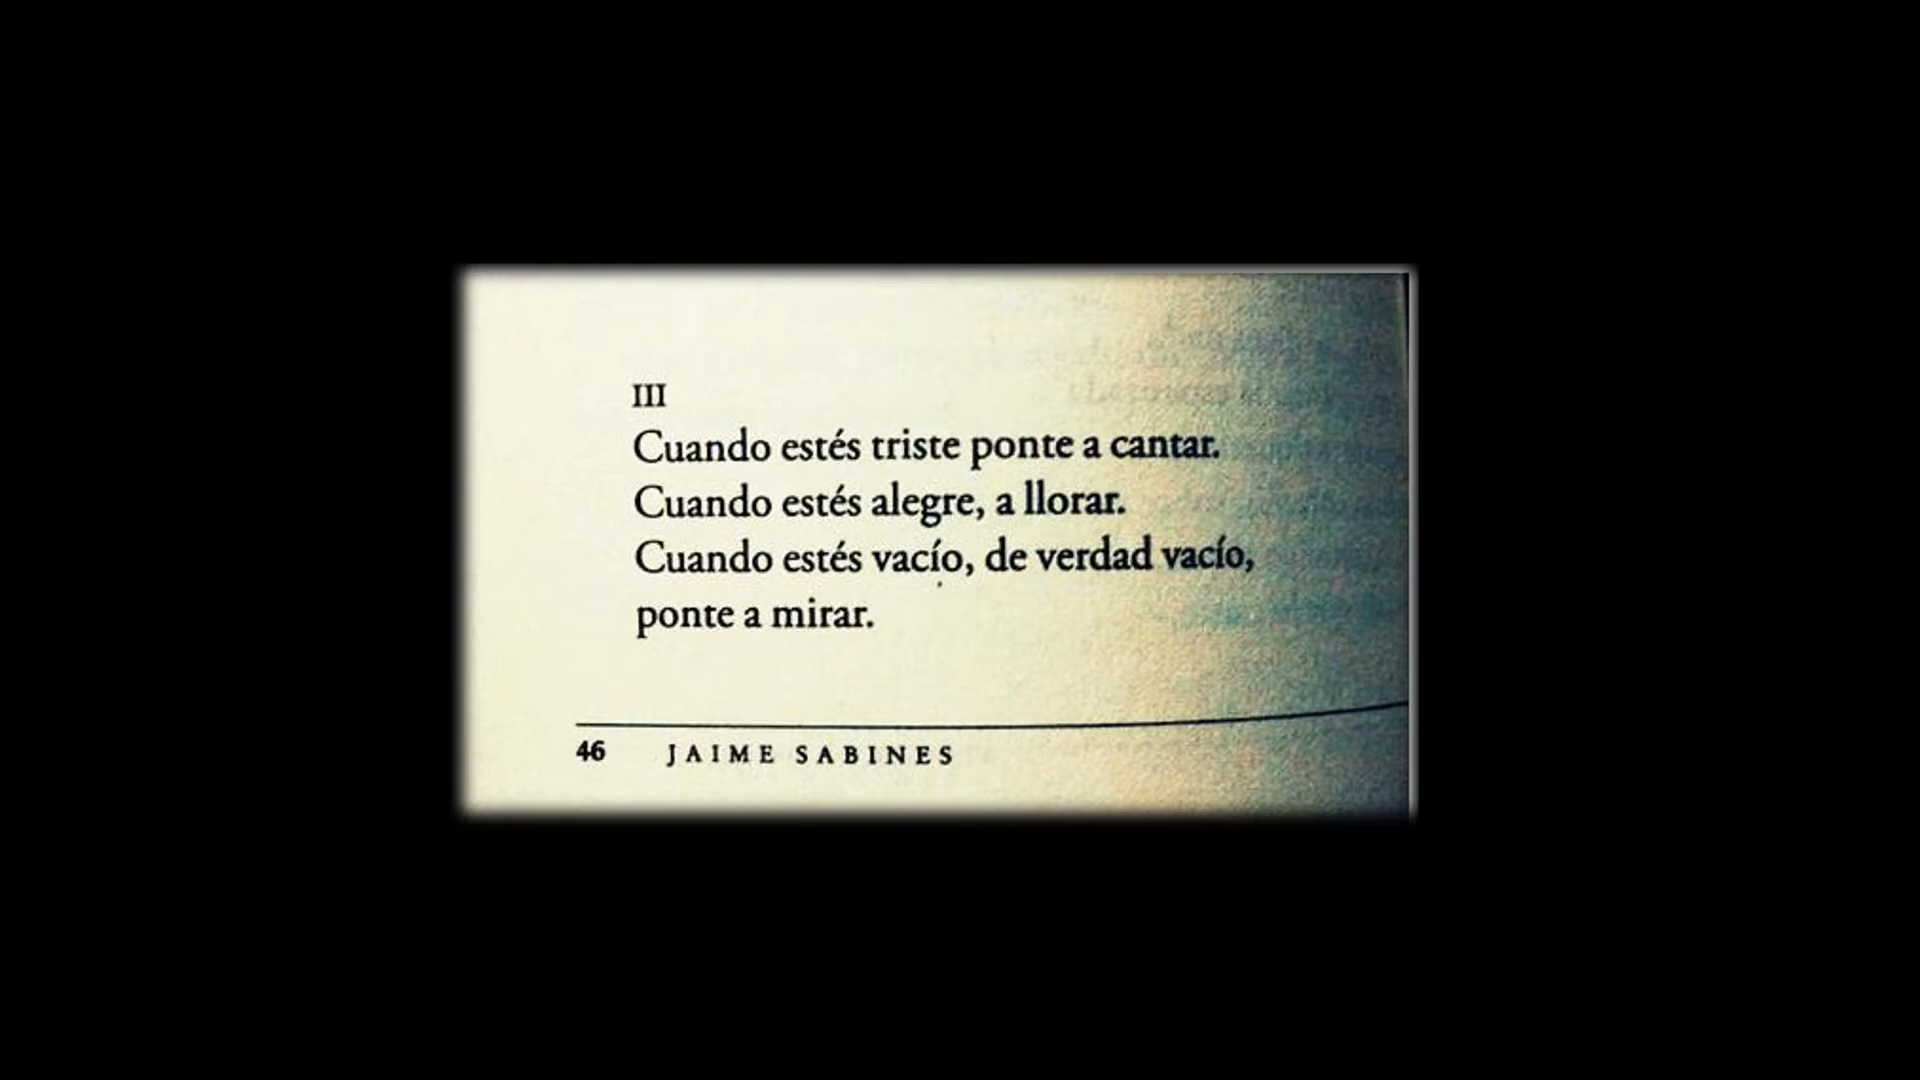 III
Cuando estés triste ponte a cantar.
Cuando estés alegre, a llorar.
Cuando estés vacío, de verdad vacío,
ponte a mirar.
46 JAIME SABINES